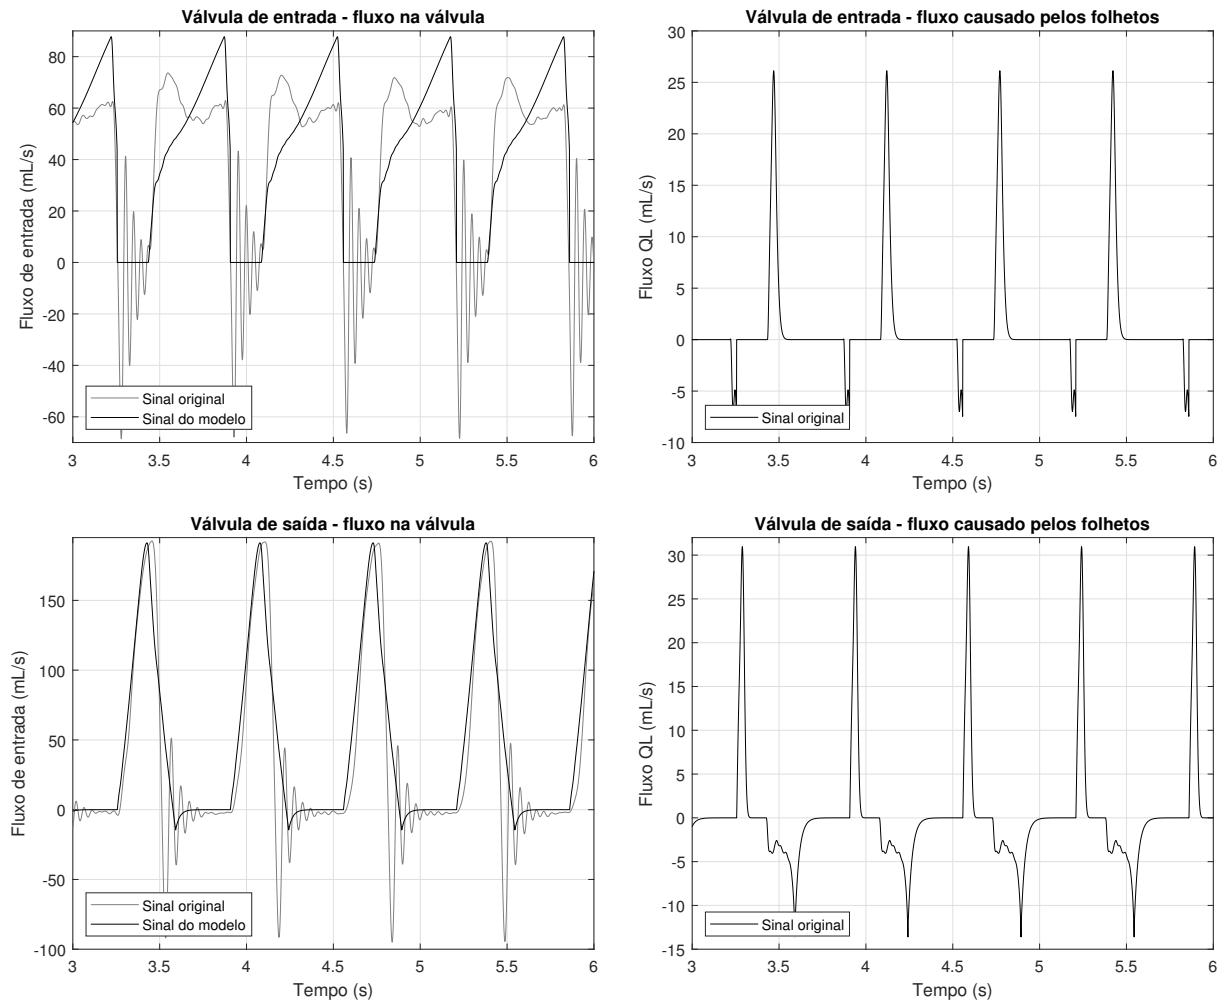 Válvula de entrada - fluxo na válvula
Fluxo de entrada (mL/s)
80
60
40
20
0
-20
-40
-60
Sinal original
Sinal do modelo
3 3.5 4 4.5 5 5.5 6
Tempo (s)
Válvula de entrada - fluxo causado pelos folhetos
Fluxo QL (mL/s)
30
25
20
15
10
5
0
-5
-10
Sinal original
3 3.5 4 4.5 5 5.5 6
Tempo (s)
Válvula de saída - fluxo na válvula
Fluxo de entrada (mL/s)
150
100
50
0
-50
-100
Sinal original
Sinal do modelo
3 3.5 4 4.5 5 5.5 6
Tempo (s)
Válvula de saída - fluxo causado pelos folhetos
Fluxo QL (mL/s)
30
25
20
15
10
5
0
-5
-10
-15
Sinal original
3 3.5 4 4.5 5 5.5 6
Tempo (s)